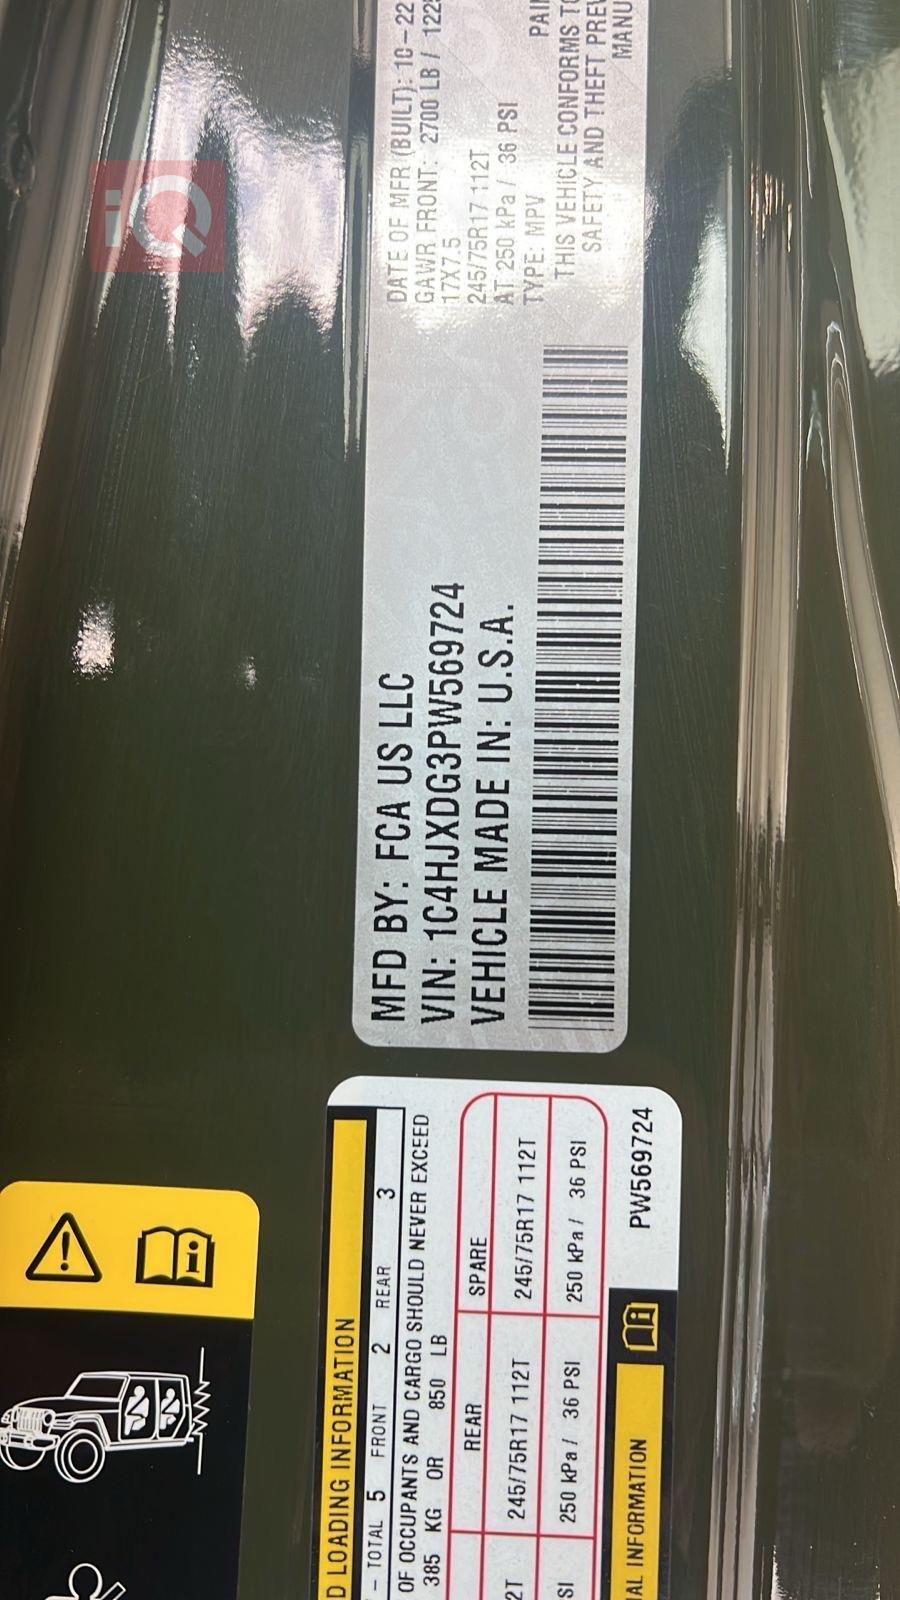 iQ
MFD BY: FCA US LLC
VIN: 1C4HJXDG3PW569724
VEHICLE MADE IN: U.S.A.
DATE OF MFR (BUILT): 10-22
GAWR FRONT: 2700 LB /
17X7.5
245/75R17 112T
AT 250 kPa / 36 PSI
TYPE: MPV
THIS VEHICLE CONFORMS
SAFETY AND THEFT
LOADING INFORMATION
- TOTAL 5 FRONT 2 REAR 3
OF OCCUPANTS AND CARGO SHOULD NEVER EXCEED
385 KG OR 850 LB
REAR SPARE
245/75R17 112T 245/75R17 112T
250 kPa / 36 PSI 250 kPa / 36 PSI
INFORMATION
PW569724